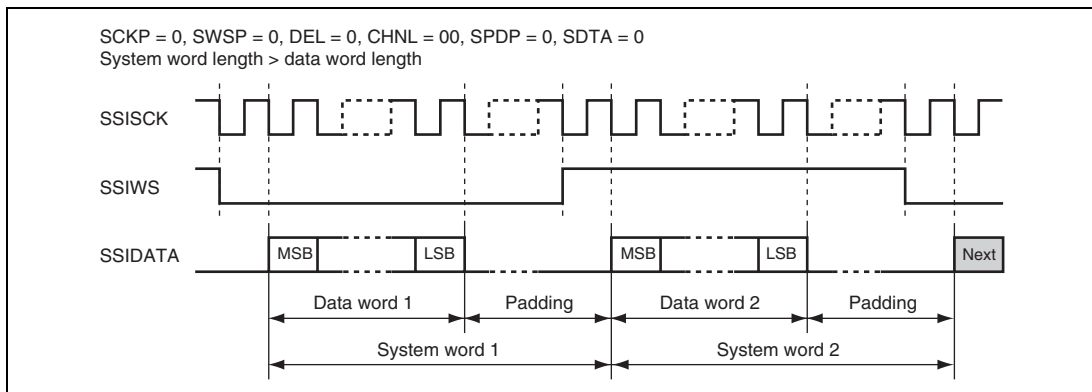 SCKP = 0, SWSP = 0, DEL = 0, CHNL = 00, SPDP = 0, SDTA = 0
System word length > data word length
SSISCK
SSIWS
SSIDATA
MSB
LSB
MSB
LSB
Next
Data word 1
Padding
Data word 2
Padding
System word 1
System word 2